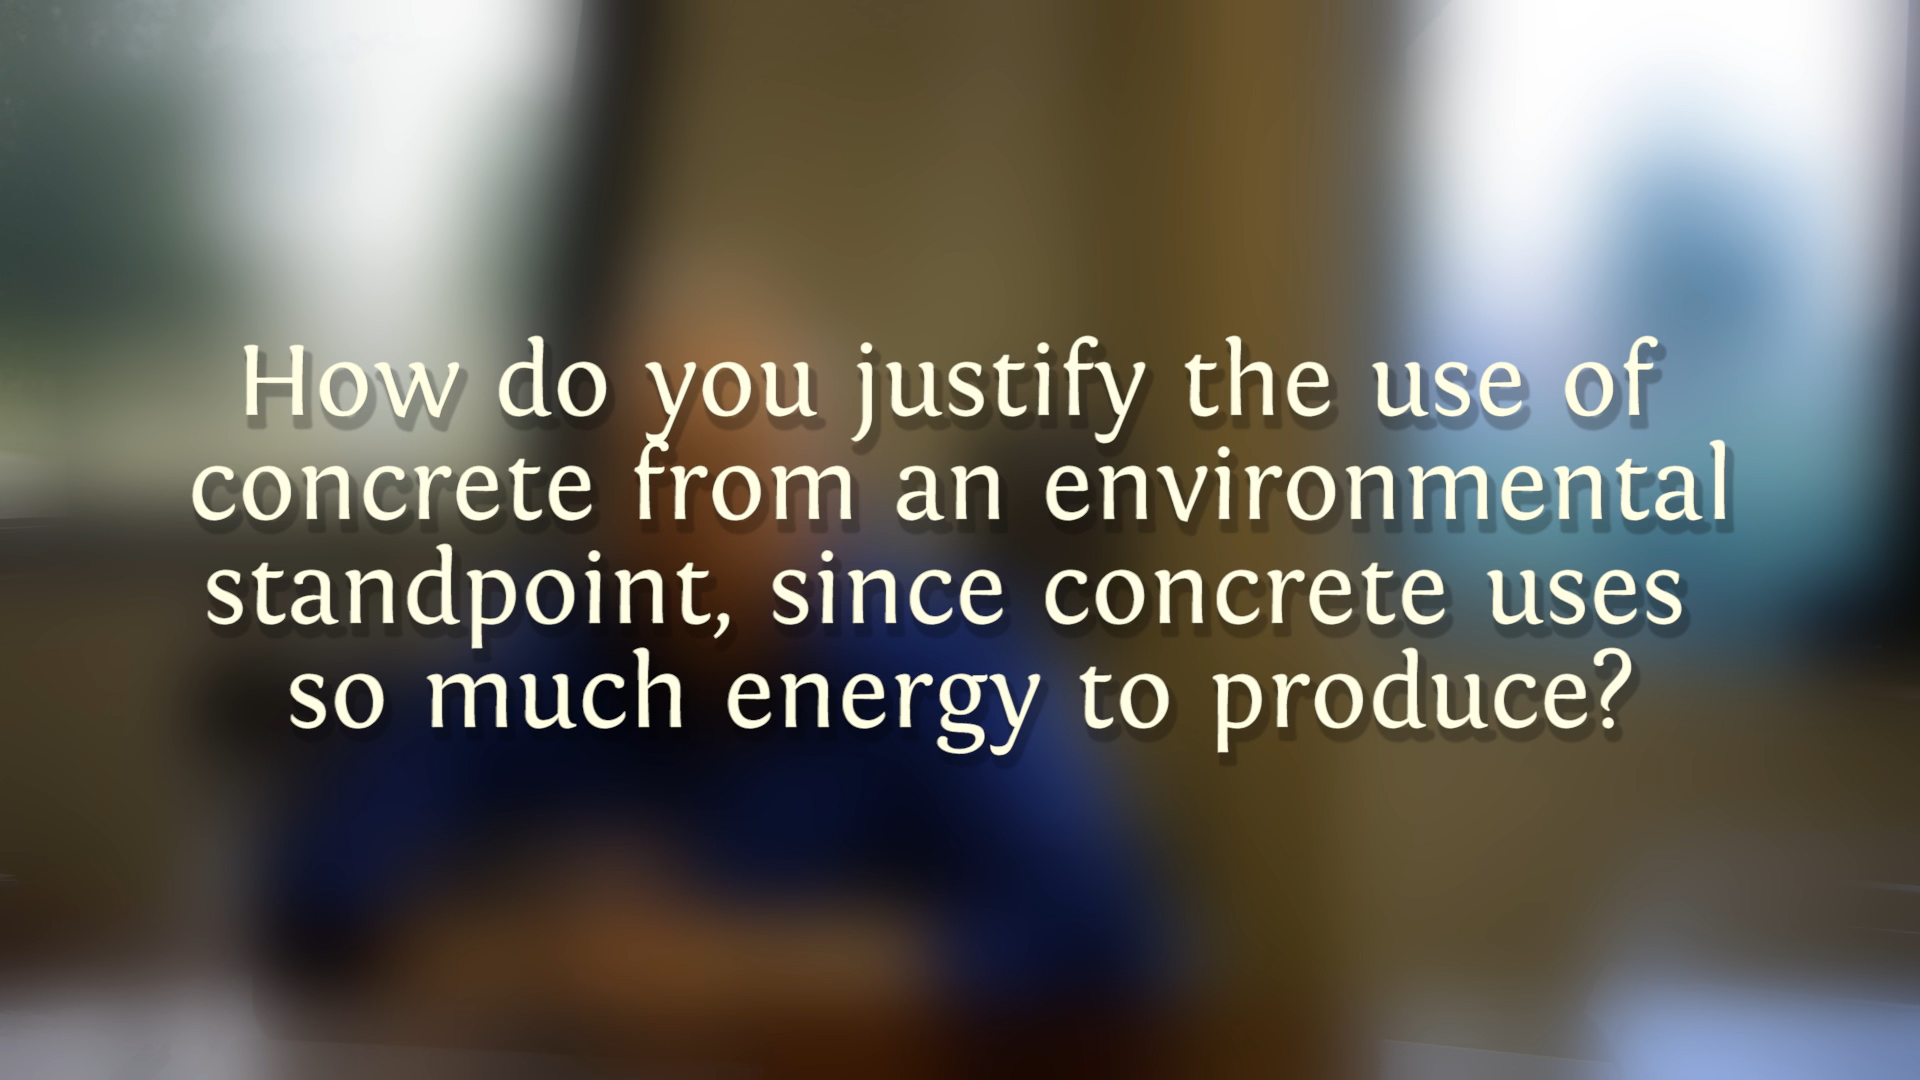 How do you justify the use of
concrete from an environmental
standpoint, since concrete uses
so much energy to produce?